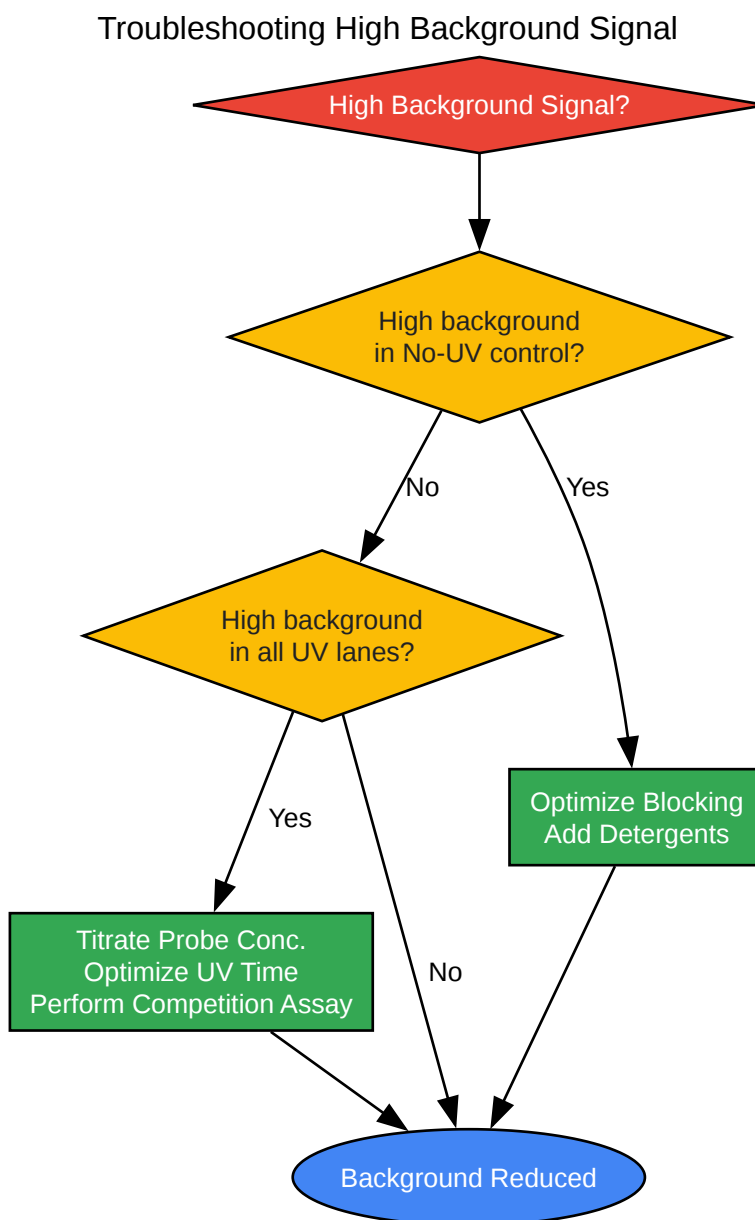 Troubleshooting High Background Signal
High Background Signal?
High background
in No-UV control?
No
Yes
High background
in all UV lanes?
Optimize Blocking
Add Detergents
Yes
Titrate Probe Conc.
Optimize UV Time
Perform Competition Assay
No
Background Reduced